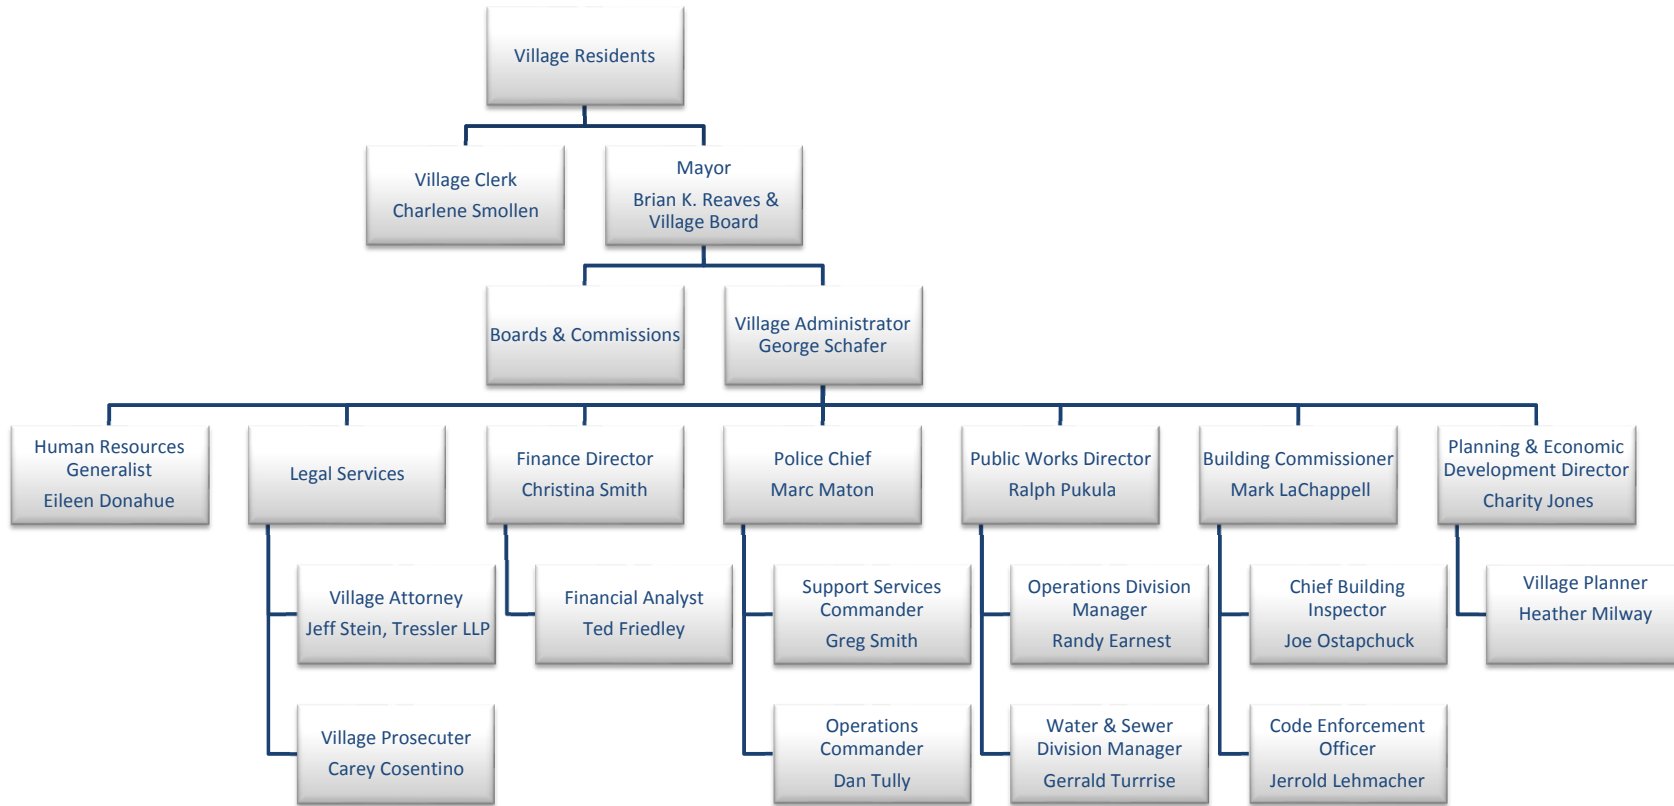 Village Residents
Village Clerk
Charlene Smollen
Mayor
Brian K. Reaves &
Village Board
Boards & Commissions
Village Administrator
George Schafer
Human Resources
Generalist
Eileen Donahue
Legal Services
Finance Director
Christina Smith
Police Chief
Marc Maton
Public Works Director
Ralph Pukula
Building Commissioner
Mark LaChappell
Planning & Economic
Development Director
Charity Jones
Village Attorney
Jeff Stein, Tressler LLP
Financial Analyst
Ted Friedley
Support Services
Commander
Greg Smith
Operations Division
Manager
Randy Earnest
Chief Building
Inspector
Joe Ostapchuck
Village Planner
Heather Milway
Village Prosecuter
Carey Cosentino
Operations
Commander
Dan Tully
Water & Sewer
Division Manager
Gerrald Turrrise
Code Enforcement
Officer
Jerrold Lehmacher